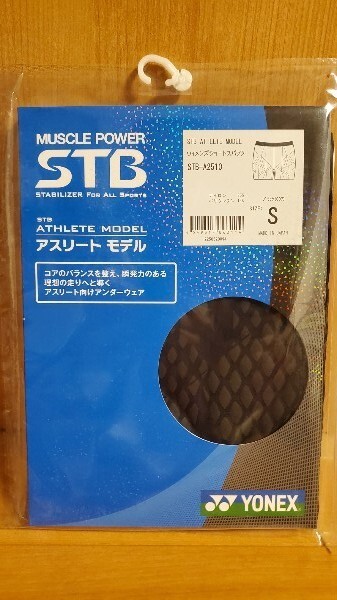 MUSCLE POWER
STB
STABILIZER FOR ALL SPORTS
STB
ATHLETE MODEL
アスリート モデル
コアのバランスを整え、瞬発力のある
理想の走りへと導く
アスリート向けアンダーウェア
STB ATHLETE MODEL
STB-A2510
S
MADE IN JAPAN
YONEX